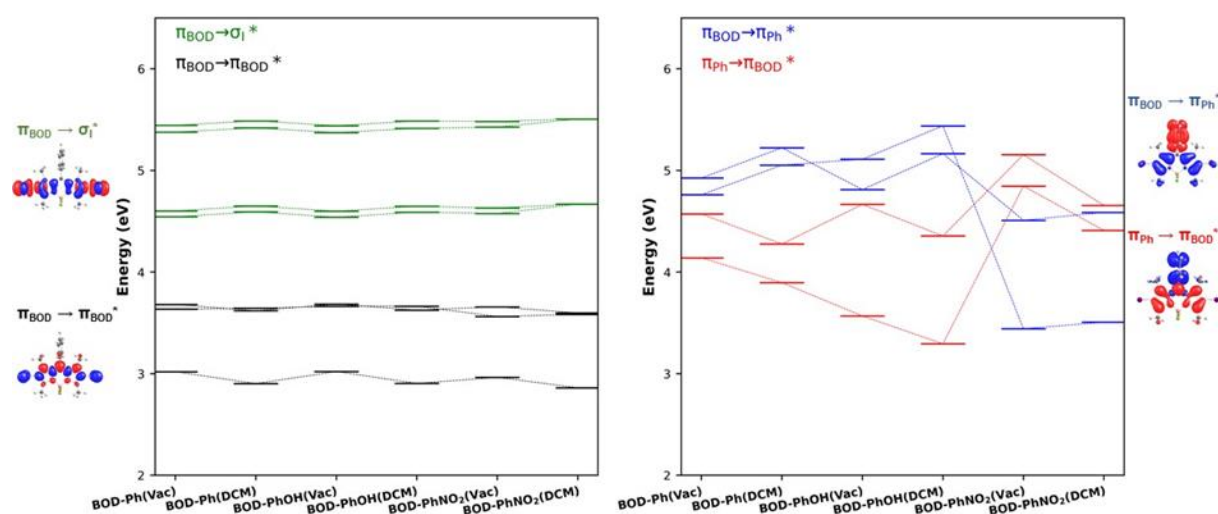 π_BOD→σ_I*
π_BOD→π_BOD*
Energy (eV)
6
5
4
3
2
π_BOD → σ_I*
π_BOD → π_BOD*
BOD-Ph(Vac)
BOD-Ph(DCM)
BOD-PhOH(Vac)
BOD-PhOH(DCM)
BOD-PhNO₂(Vac)
BOD-PhNO₂(DCM)
π_BOD→π_Ph*
π_Ph→π_BOD*
Energy (eV)
6
5
4
3
2
BOD-Ph(Vac)
BOD-Ph(DCM)
BOD-PhOH(Vac)
BOD-PhOH(DCM)
BOD-PhNO₂(Vac)
BOD-PhNO₂(DCM)
π_BOD → π_Ph*
π_Ph → π_BOD*